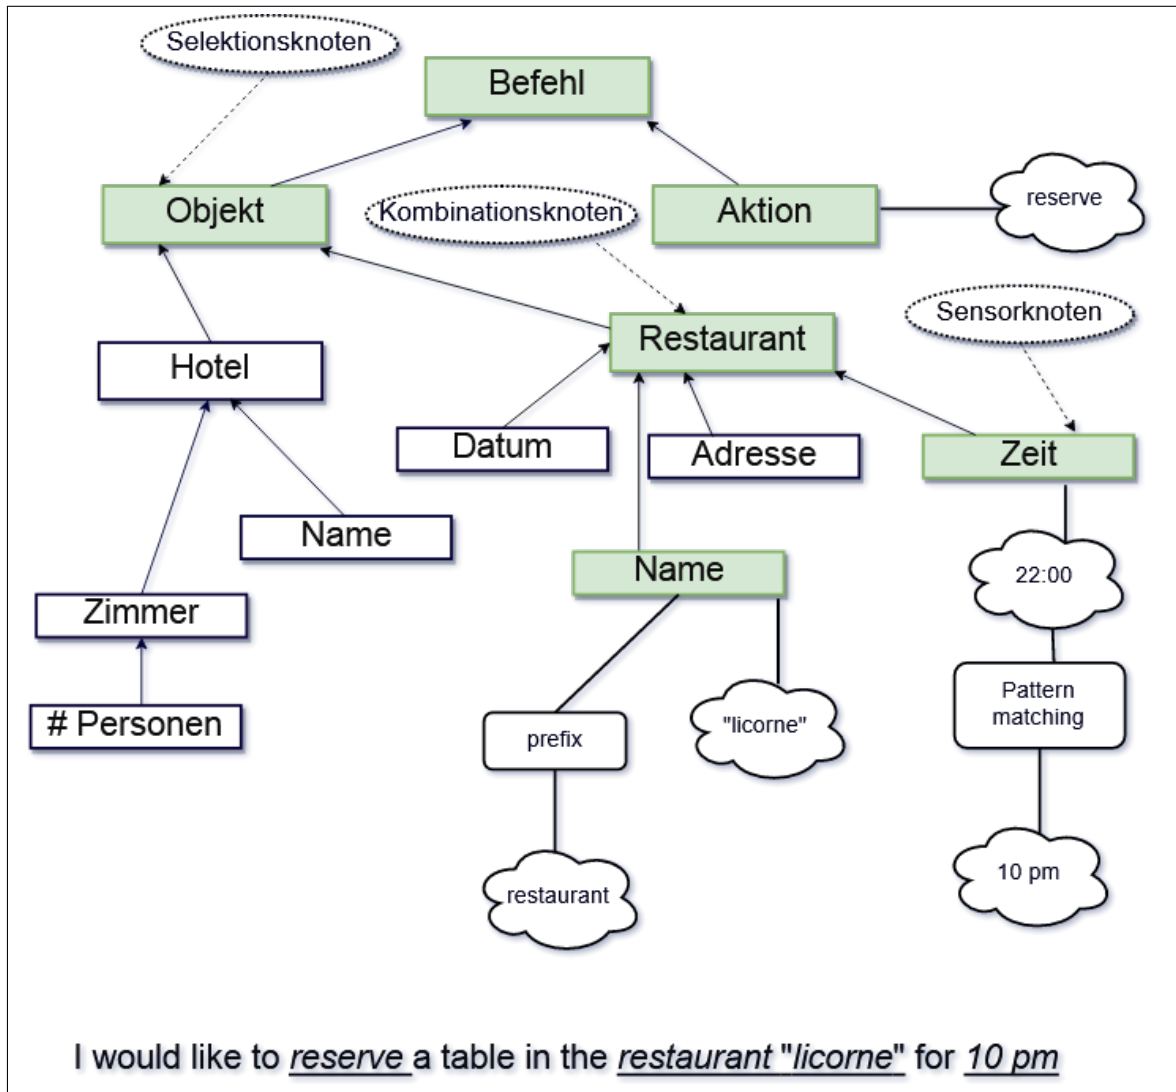 Selektionsknoten
Befehl
Objekt
Kombinationsknoten
Aktion
reserve
Hotel
Restaurant
Sensorknoten
Datum
Adresse
Zeit
Name
Name
22:00
Zimmer
# Personen
prefix
"licorne"
Pattern
matching
restaurant
10 pm
I would like to reserve a table in the restaurant "licorne" for 10 pm